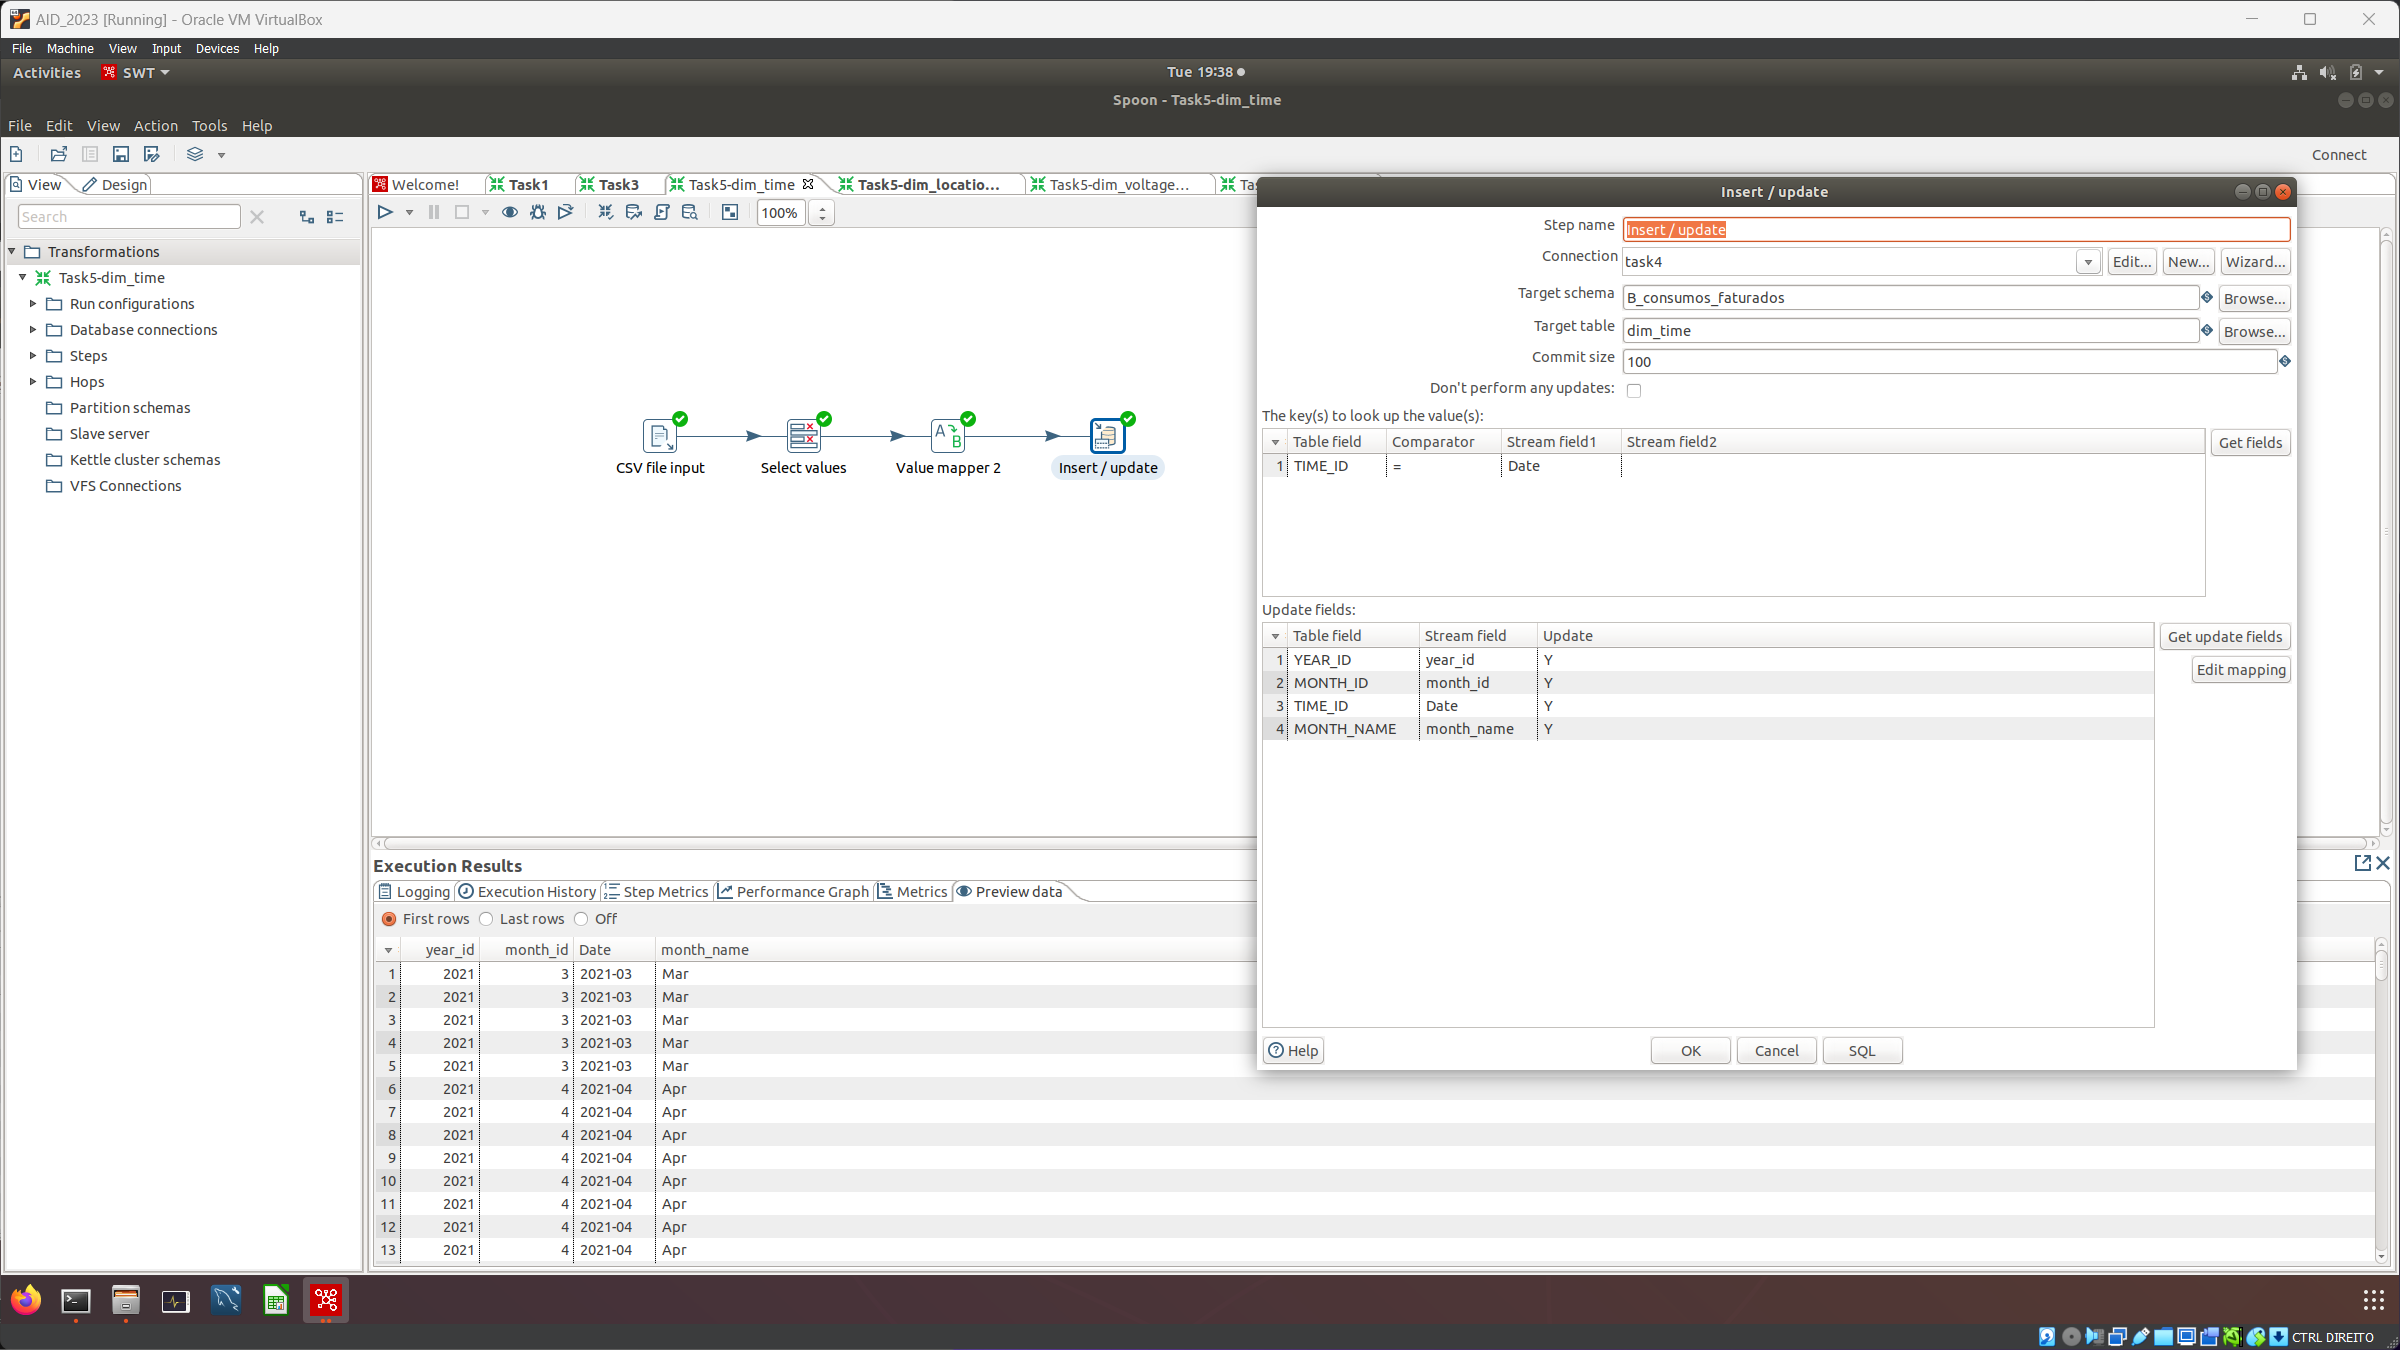 AID_2023 [Running] - Oracle VM VirtualBox
File Machine View Input Devices Help
Activities SWT Tue 19:38
Spoon - Task5-dim_time
File Edit View Action Tools Help
Connect
View Design
Welcome! Task1 Task3 Task5-dim_time Task5-dim_locatio... Task5-dim_voltage... Ta
Search
100%
Transformations
Task5-dim_time
Run configurations
Database connections
Steps
Hops
Partition schemas
Slave server
Kettle cluster schemas
VFS Connections
CSV file input Select values Value mapper 2 Insert / update
Insert / update
Step name Insert / update
Connection task4 Edit... New... Wizard...
Target schema B_consumos_faturados Browse...
Target table dim_time Browse...
Commit size 100
Don't perform any updates:
The key(s) to look up the value(s):
Table field Comparator Stream field1 Stream field2 Get fields
1 TIME_ID = Date
Update fields:
Table field Stream field Update Get update fields
1 YEAR_ID year_id Y
Edit mapping
2 MONTH_ID month_id Y
3 TIME_ID Date Y
4 MONTH_NAME month_name Y
Help OK Cancel SQL
Execution Results
Logging Execution History Step Metrics Performance Graph Metrics Preview data
First rows Last rows Off
year_id month_id Date month_name
1 2021 3 2021-03 Mar
2 2021 3 2021-03 Mar
3 2021 3 2021-03 Mar
4 2021 3 2021-03 Mar
5 2021 3 2021-03 Mar
6 2021 4 2021-04 Apr
7 2021 4 2021-04 Apr
8 2021 4 2021-04 Apr
9 2021 4 2021-04 Apr
10 2021 4 2021-04 Apr
11 2021 4 2021-04 Apr
12 2021 4 2021-04 Apr
13 2021 4 2021-04 Apr
CTRL DIREITO